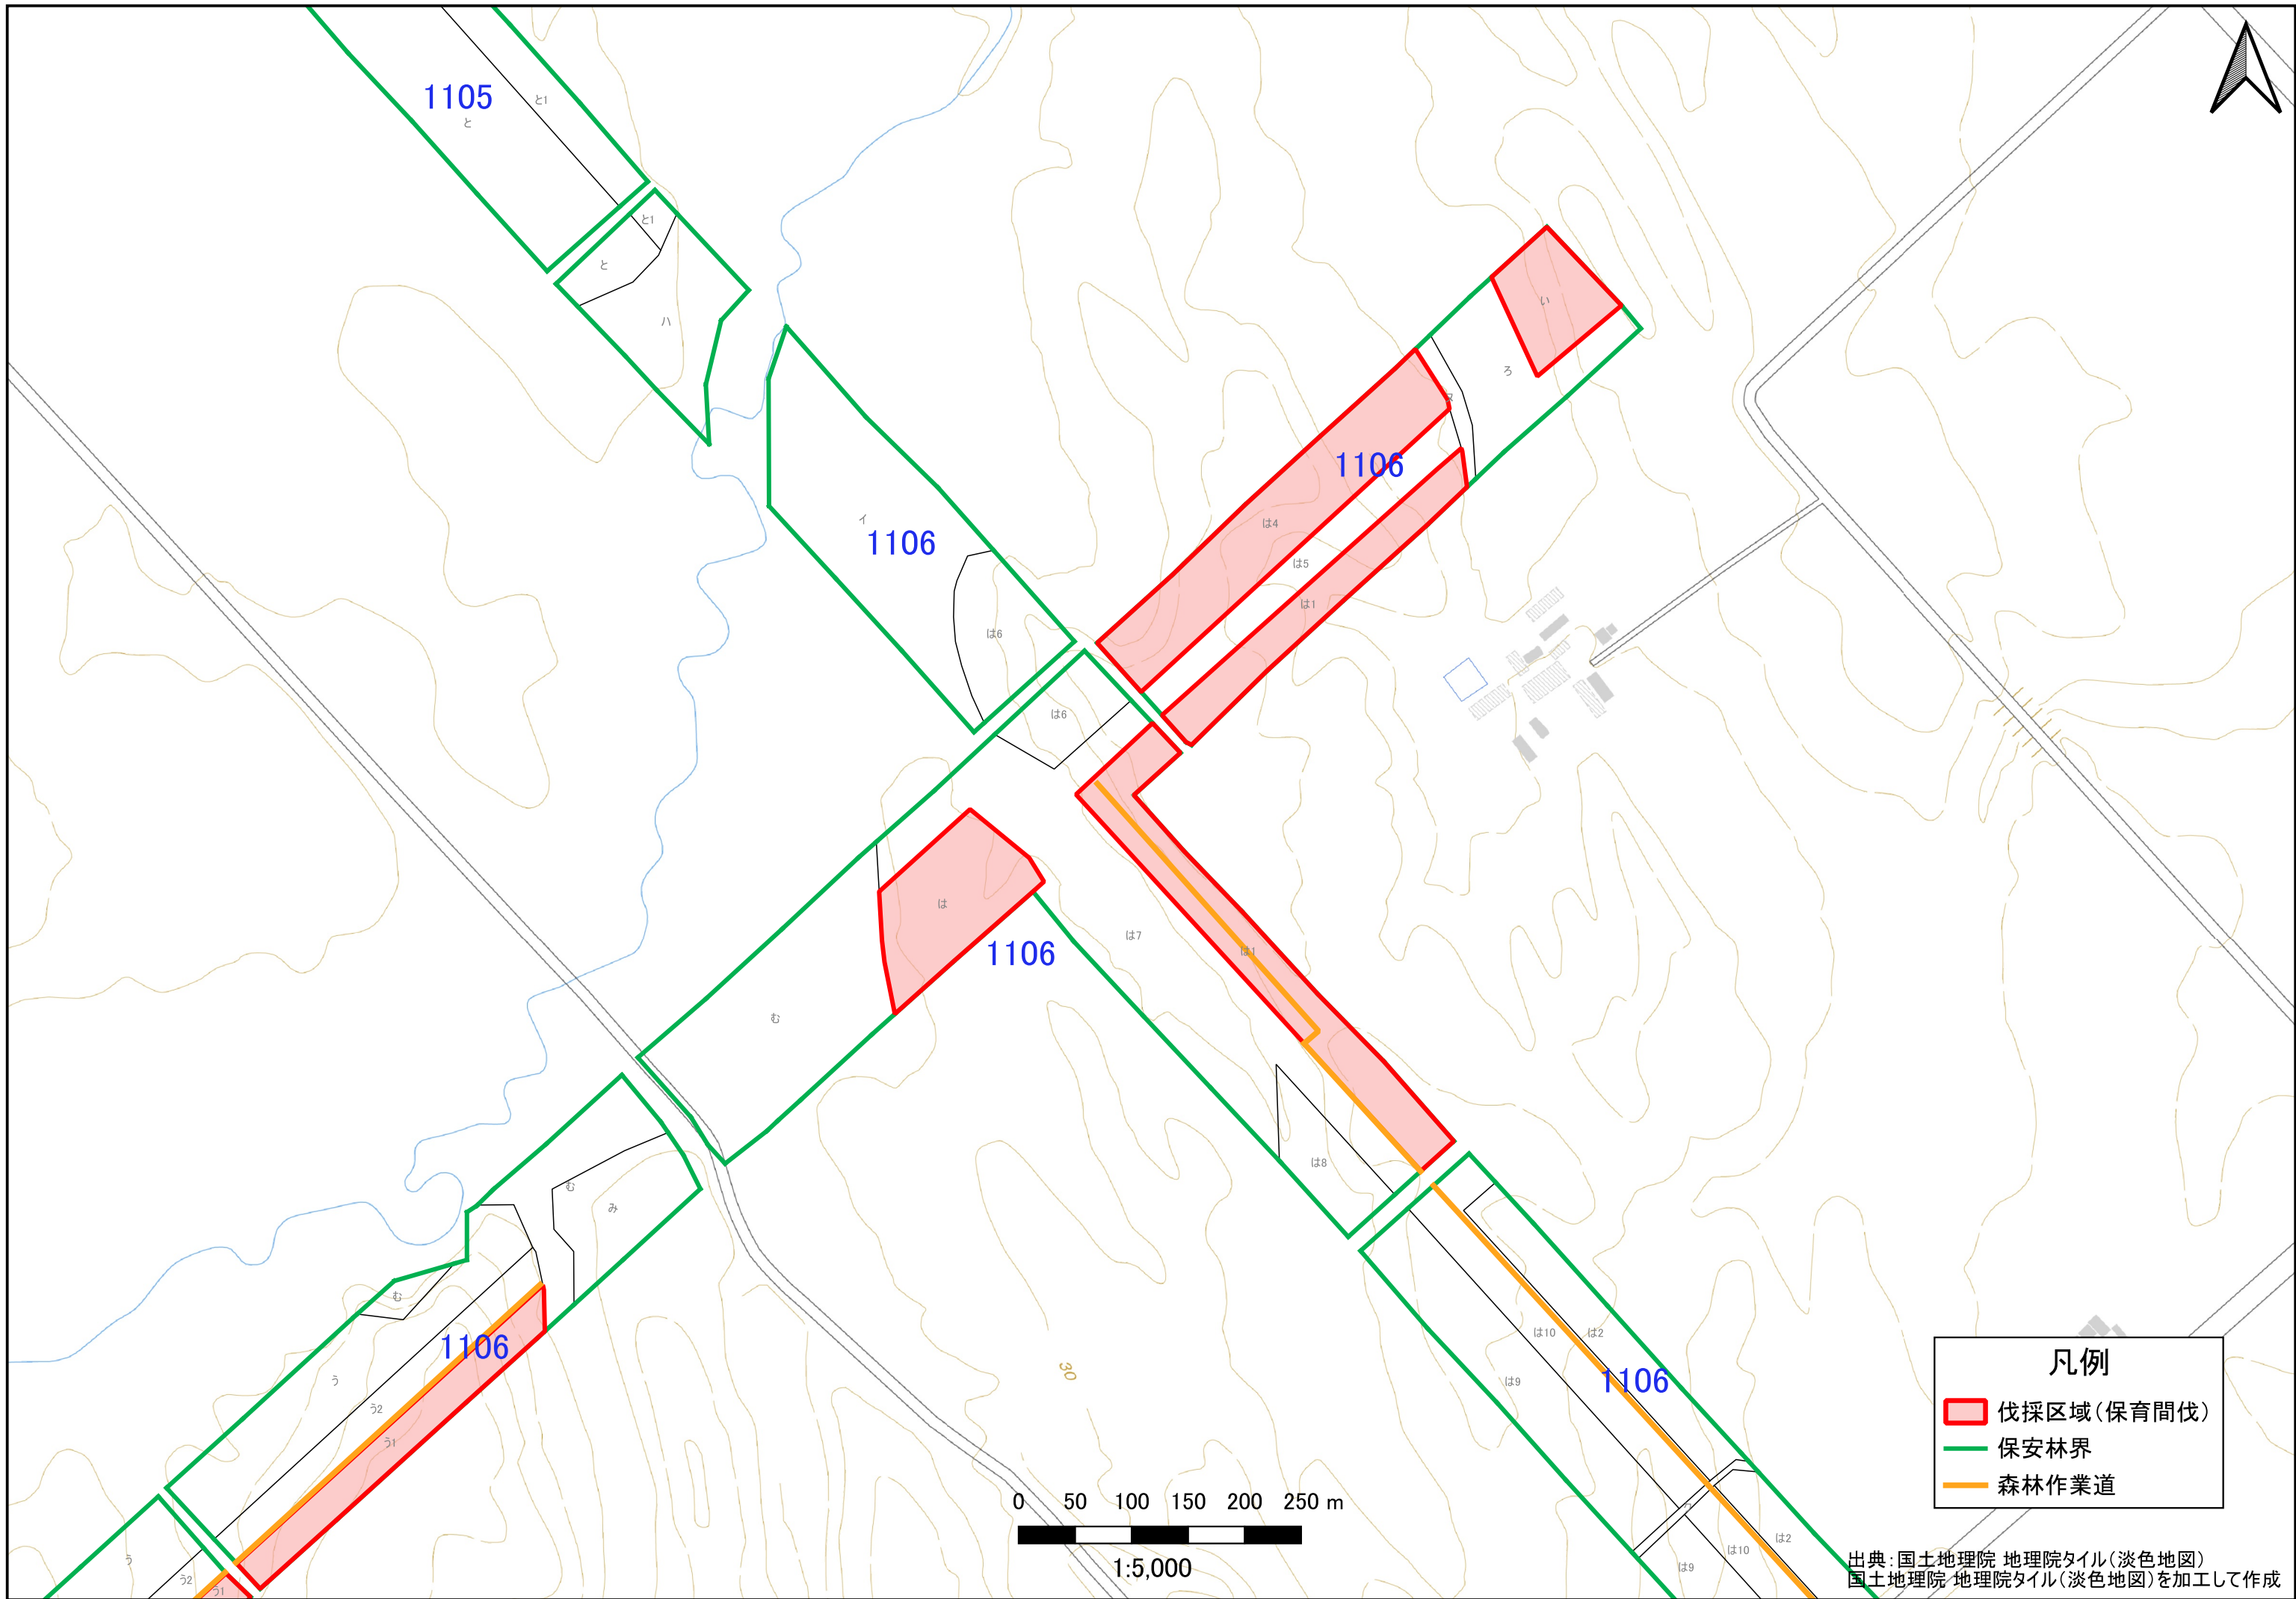 と1
1105
と
と1
と
ハ
い
ろ
1106
は4
イ
1106
は5
は1
は6
は6
は
は7
1106
は1
む
は8
む
み
む
は10
は2
1106
う
1106
は9
30
う2
う1
凡例
伐採区域(保育間伐)
保安林界
森林作業道
0 50 100 150 200 250 m
1:5,000
う
う2
う1
は2
は10
は9
出典:国土地理院 地理院タイル(淡色地図)
国土地理院 地理院タイル(淡色地図)を加工して作成